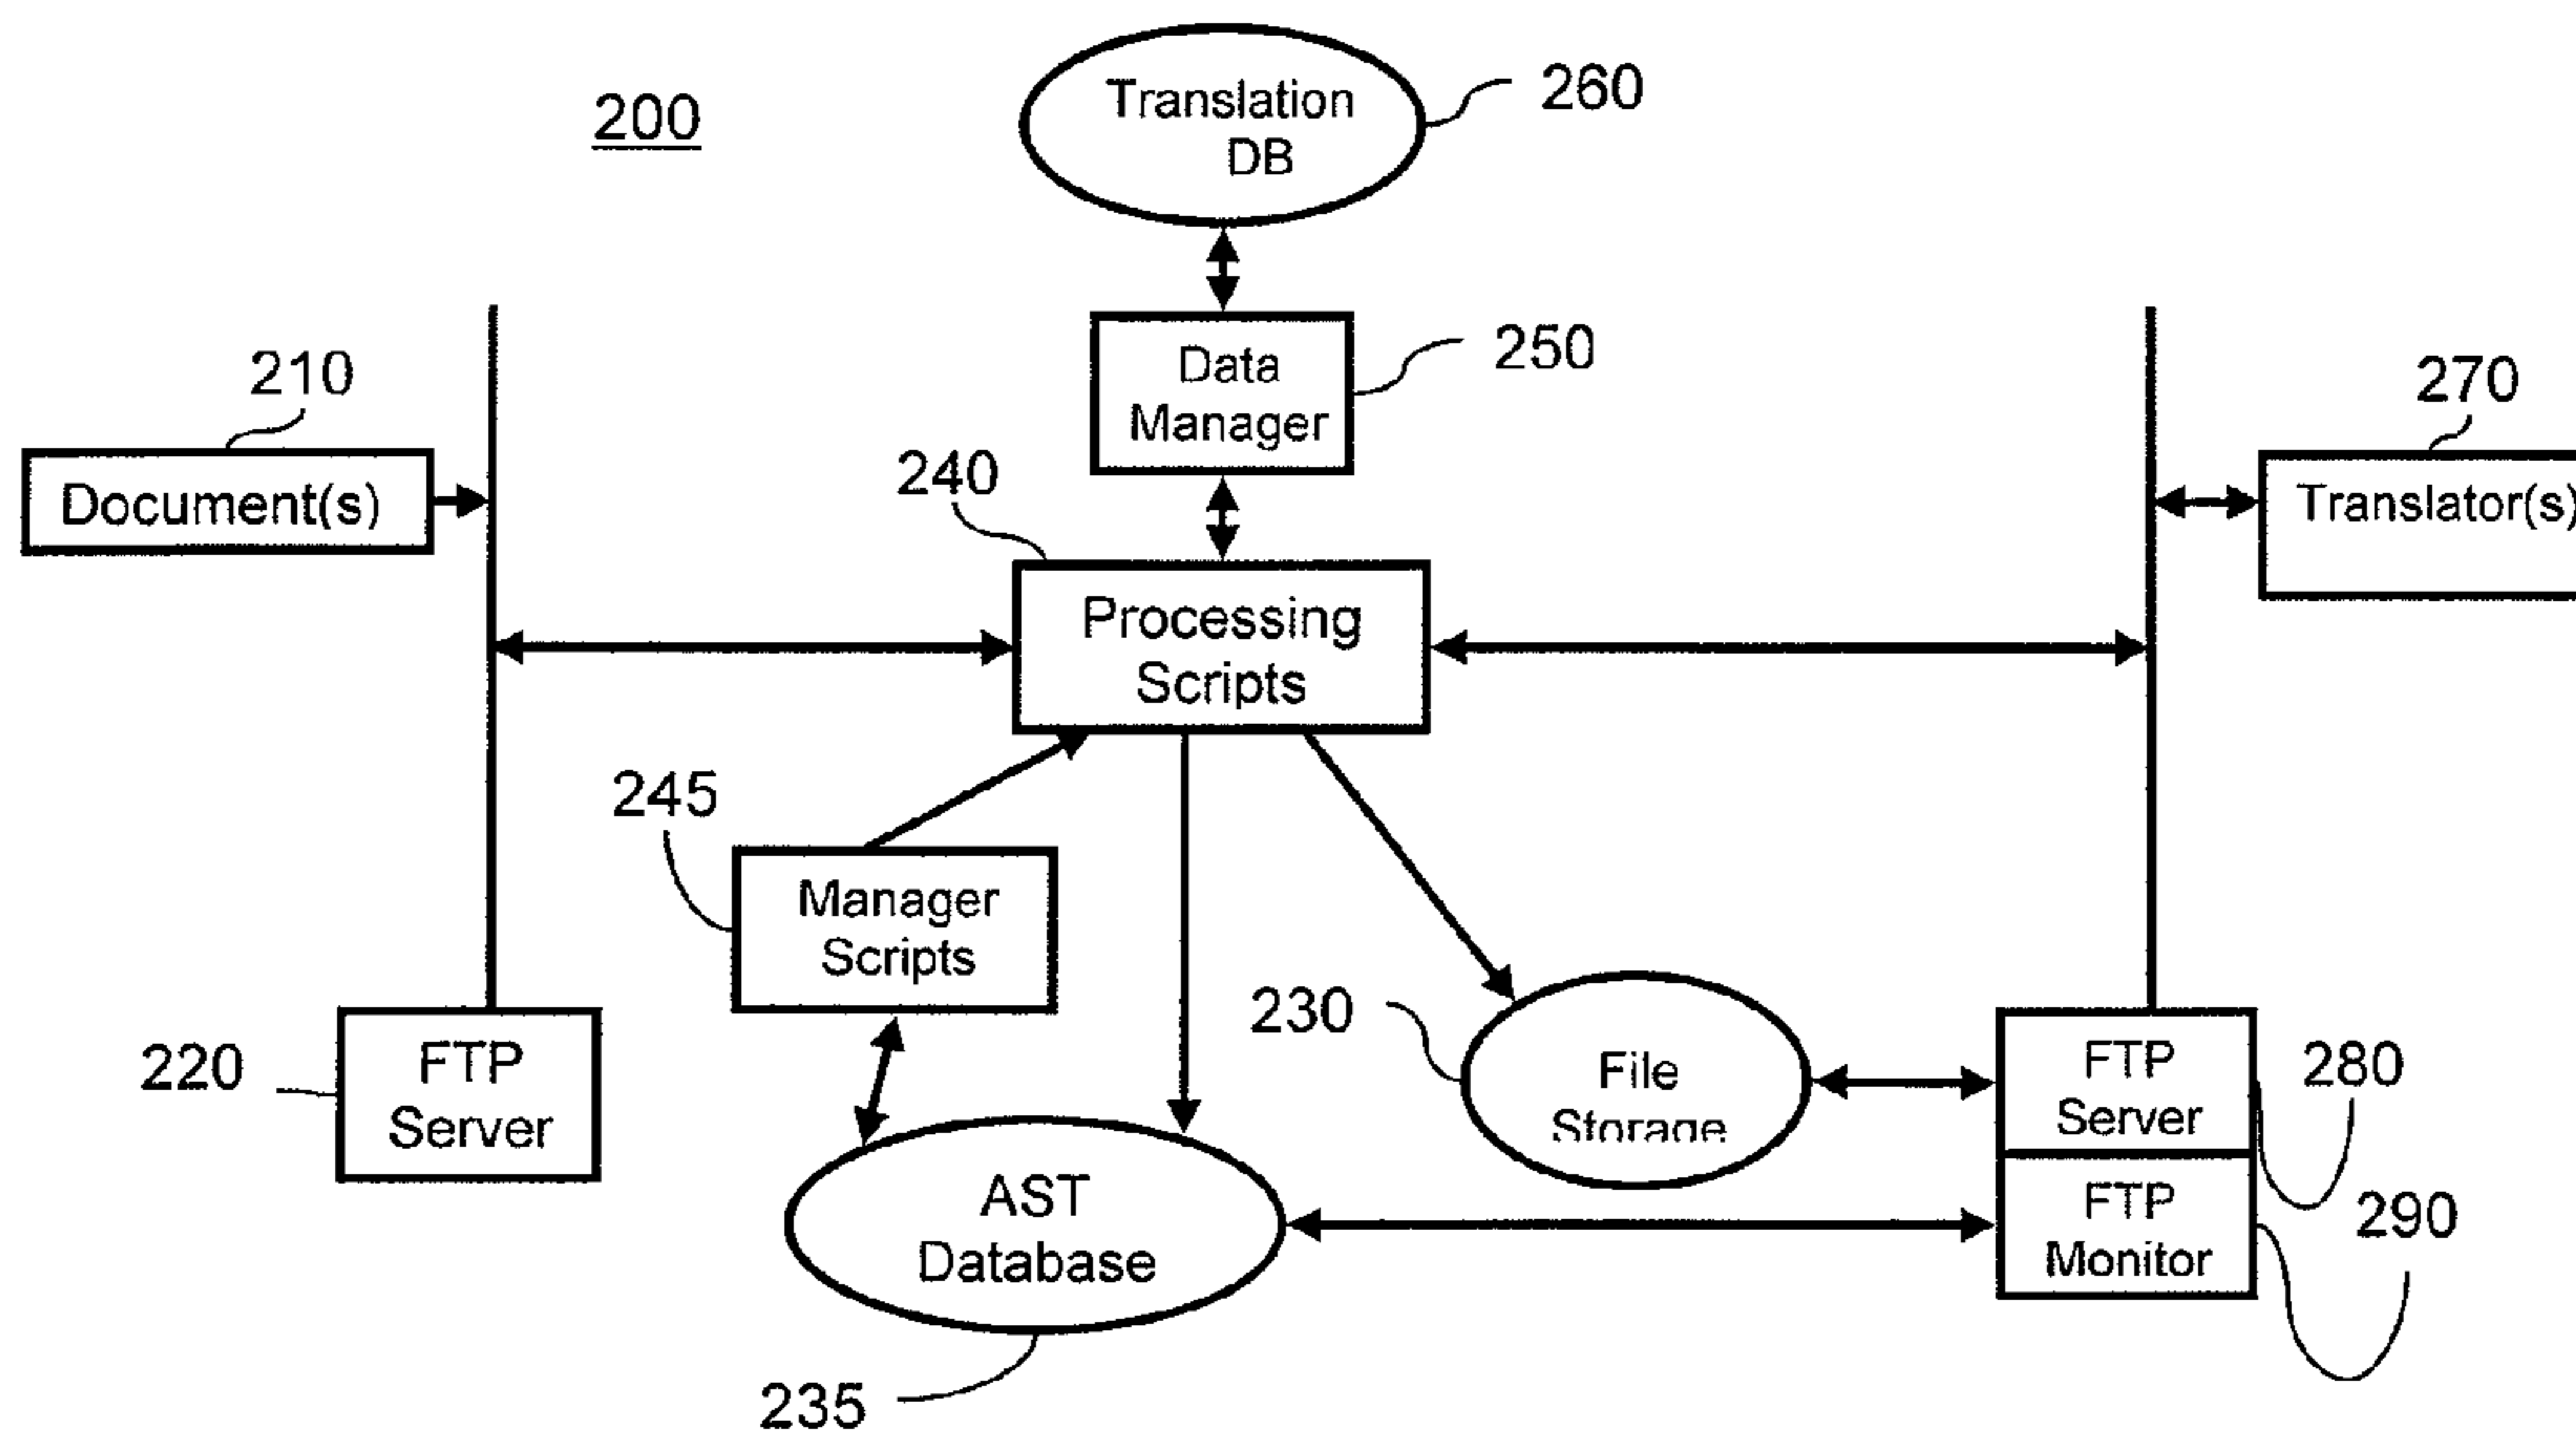 200
Translation
DB
260
210
Document(s)
Data
Manager
250
270
Translator(s)
240
Processing
Scripts
245
Manager
Scripts
220
FTP
Server
230
File
Storage
FTP
Server
280
FTP
Monitor
290
AST
Database
235